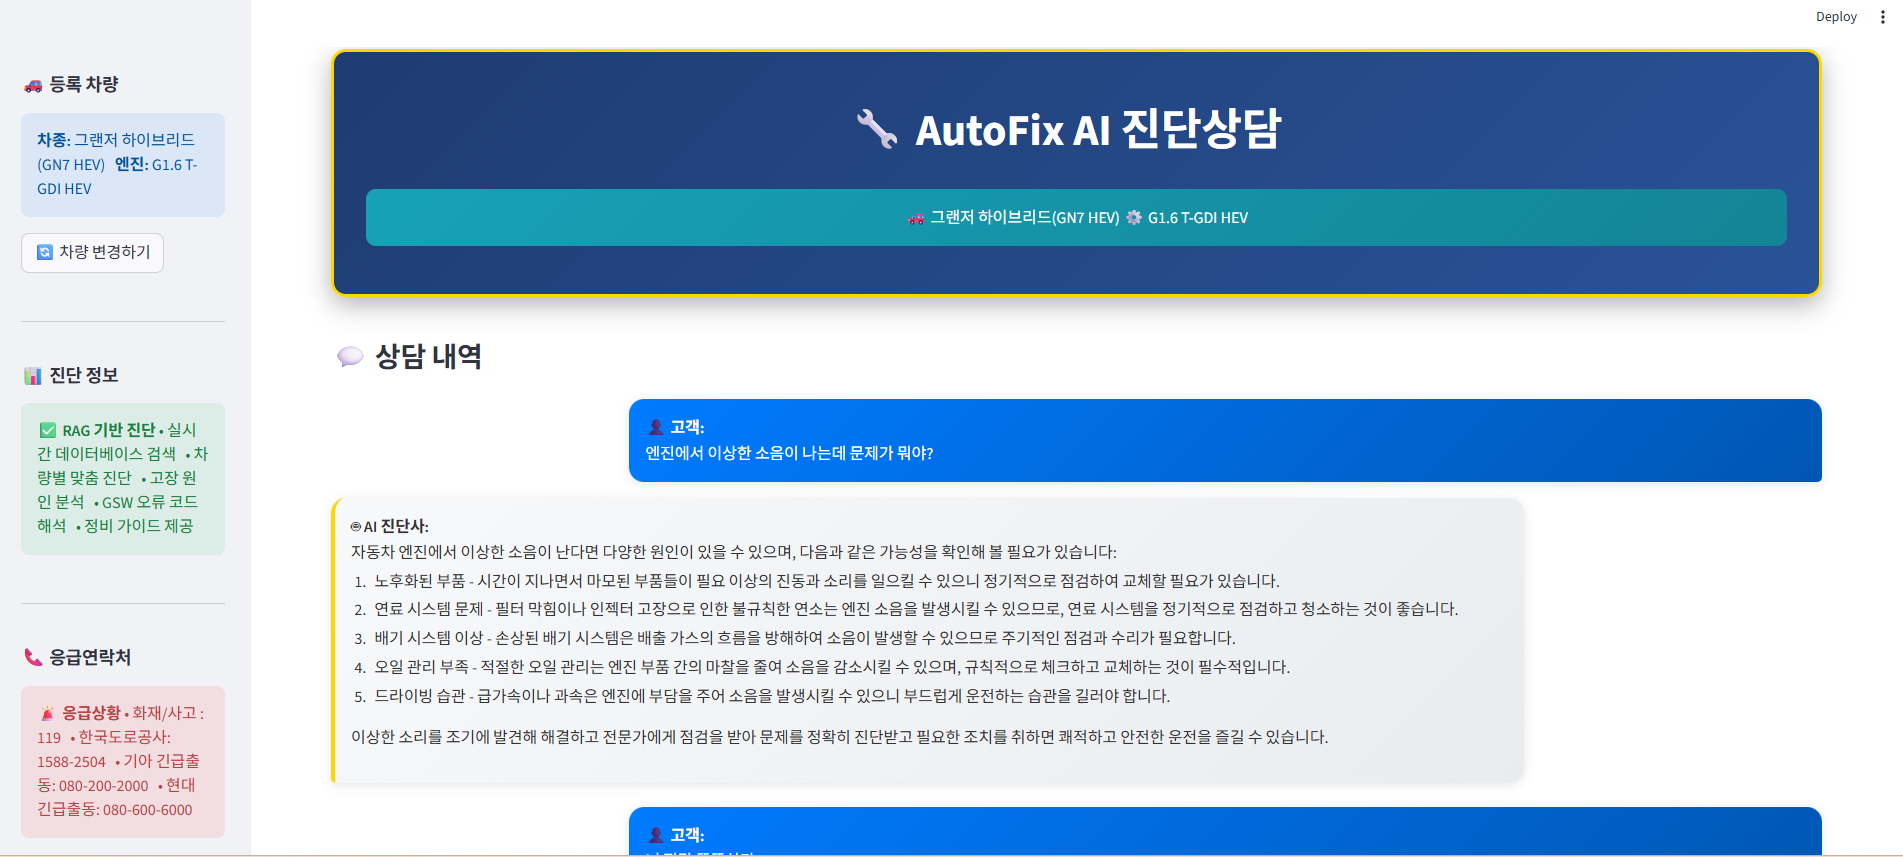 Deploy
등록 차량
차종: 그랜저 하이브리드
(GN7 HEV) 엔진: G1.6 T-
GDI HEV
차량 변경하기
진단 정보
RAG 기반 진단 • 실시
간 데이터베이스 검색 • 차
량별 맞춤 진단 • 고장 원
인 분석 • GSW 오류 코드
해석 • 정비 가이드 제공
응급연락처
응급상황 • 화재/사고 :
119 • 한국도로공사:
1588-2504 • 기아 긴급출
동: 080-200-2000 • 현대
긴급출동: 080-600-6000
AutoFix AI 진단상담
그랜저 하이브리드(GN7 HEV) G1.6 T-GDI HEV
상담 내역
고객:
엔진에서 이상한 소음이 나는데 문제가 뭐야?
AI 진단사:
자동차 엔진에서 이상한 소음이 난다면 다양한 원인이 있을 수 있으며, 다음과 같은 가능성을 확인해 볼 필요가 있습니다:
1. 노후화된 부품 - 시간이 지나면서 마모된 부품들이 필요 이상의 진동과 소리를 일으킬 수 있으니 정기적으로 점검하여 교체할 필요가 있습니다.
2. 연료 시스템 문제 - 필터 막힘이나 인젝터 고장으로 인한 불규칙한 연소는 엔진 소음을 발생시킬 수 있으므로, 연료 시스템을 정기적으로 점검하고 청소하는 것이 좋습니다.
3. 배기 시스템 이상 - 손상된 배기 시스템은 배출 가스의 흐름을 방해하여 소음이 발생할 수 있으므로 주기적인 점검과 수리가 필요합니다.
4. 오일 관리 부족 - 적절한 오일 관리는 엔진 부품 간의 마찰을 줄여 소음을 감소시킬 수 있으며, 규칙적으로 체크하고 교체하는 것이 필수적입니다.
5. 드라이빙 습관 - 급가속이나 과속은 엔진에 부담을 주어 소음을 발생시킬 수 있으니 부드럽게 운전하는 습관을 길러야 합니다.
이상한 소리를 조기에 발견해 해결하고 전문가에게 점검을 받아 문제를 정확히 진단받고 필요한 조치를 취하면 쾌적하고 안전한 운전을 즐길 수 있습니다.
고객: